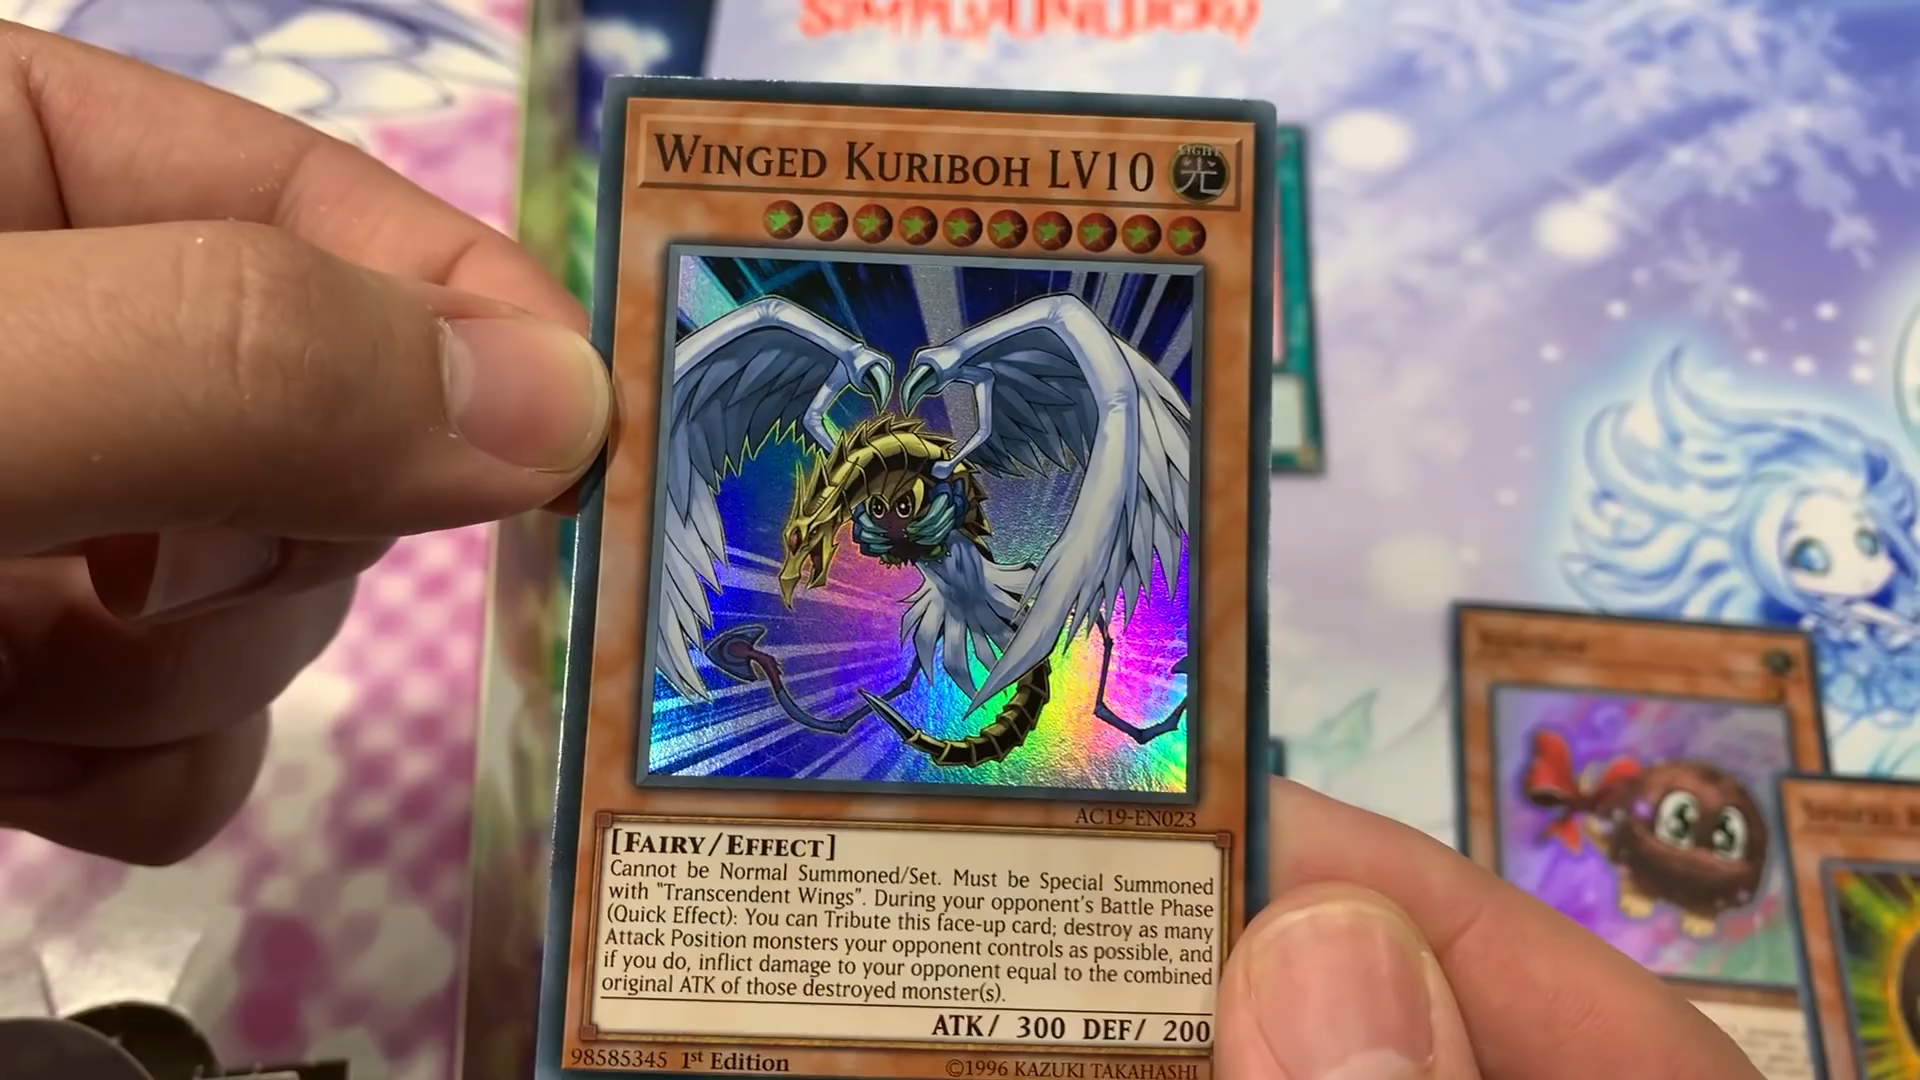 SIMPLYUNLUCKY
WINGED KURIBOH LV10
LIGHT
光
AC19-EN023
[FAIRY/EFFECT]
Cannot be Normal Summoned/Set. Must be Special Summoned
with "Transcendent Wings". During your opponent's Battle Phase
(Quick Effect): You can Tribute this face-up card; destroy as many
Attack Position monsters your opponent controls as possible, and
if you do, inflict damage to your opponent equal to the combined
original ATK of those destroyed monster(s).
ATK/ 300 DEF/ 200
98585345 1st Edition
©1996 KAZUKI TAKAHASHI